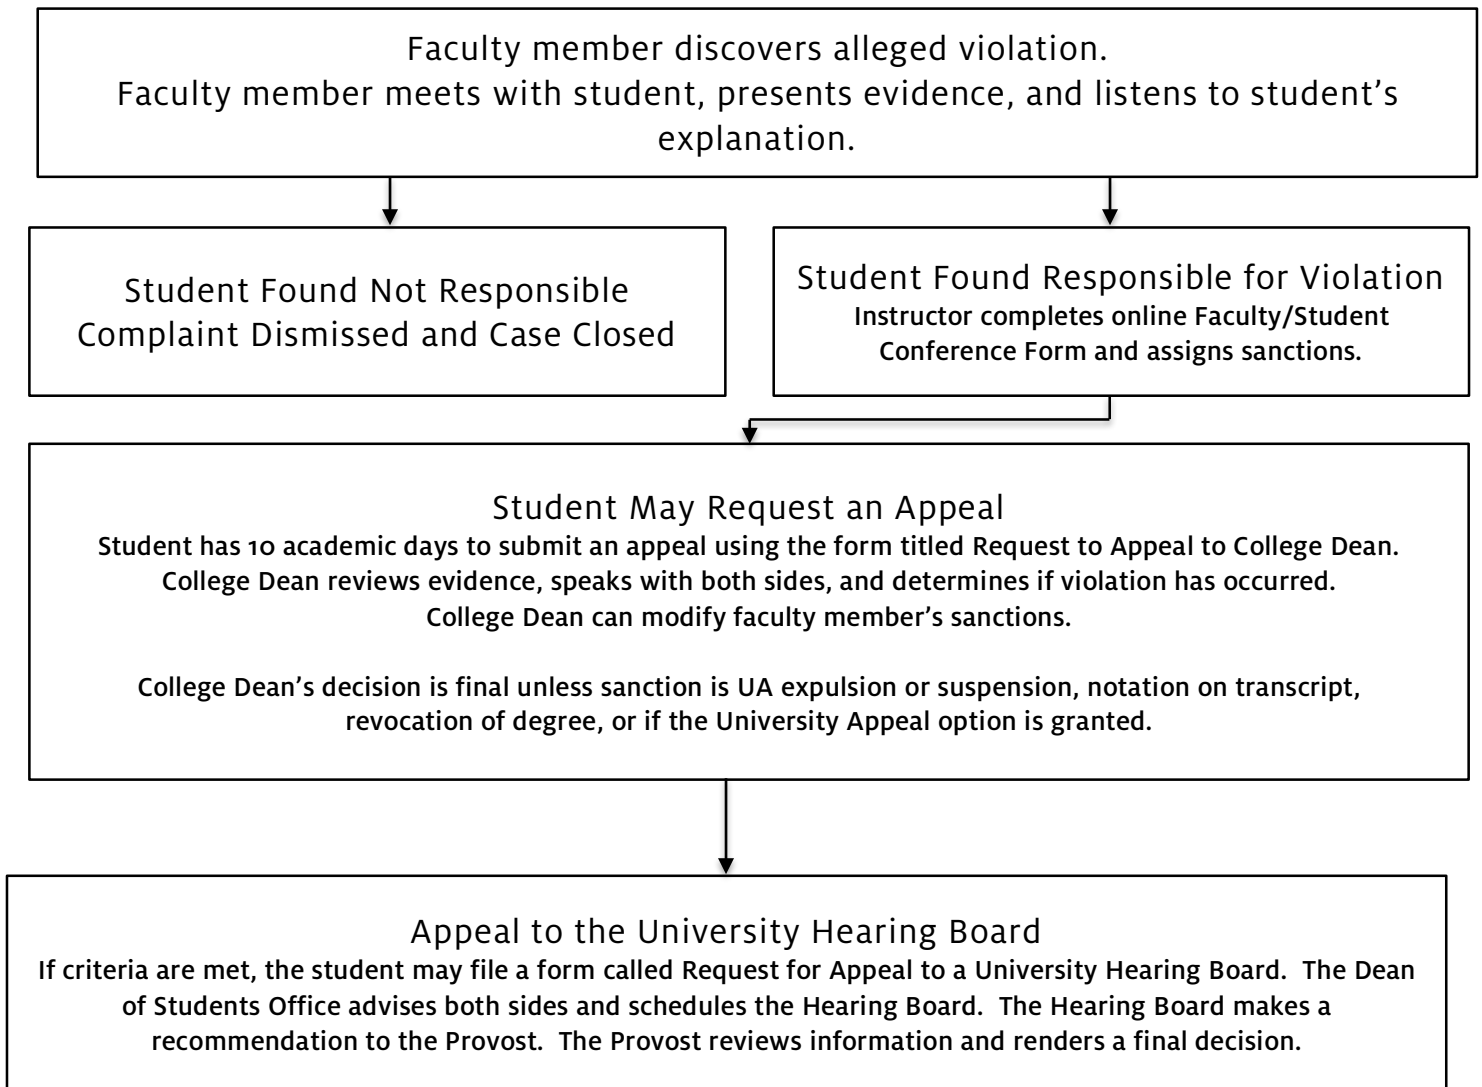 Faculty member discovers alleged violation.
Faculty member meets with student, presents evidence, and listens to student’s
explanation.
Student Found Not Responsible
Complaint Dismissed and Case Closed
Student Found Responsible for Violation
Instructor completes online Faculty/Student
Conference Form and assigns sanctions.
Student May Request an Appeal
Student has 10 academic days to submit an appeal using the form titled Request to Appeal to College Dean.
College Dean reviews evidence, speaks with both sides, and determines if violation has occurred.
College Dean can modify faculty member’s sanctions.
College Dean’s decision is final unless sanction is UA expulsion or suspension, notation on transcript,
revocation of degree, or if the University Appeal option is granted.
Appeal to the University Hearing Board
If criteria are met, the student may file a form called Request for Appeal to a University Hearing Board.  The Dean
of Students Office advises both sides and schedules the Hearing Board.  The Hearing Board makes a
recommendation to the Provost.  The Provost reviews information and renders a final decision.